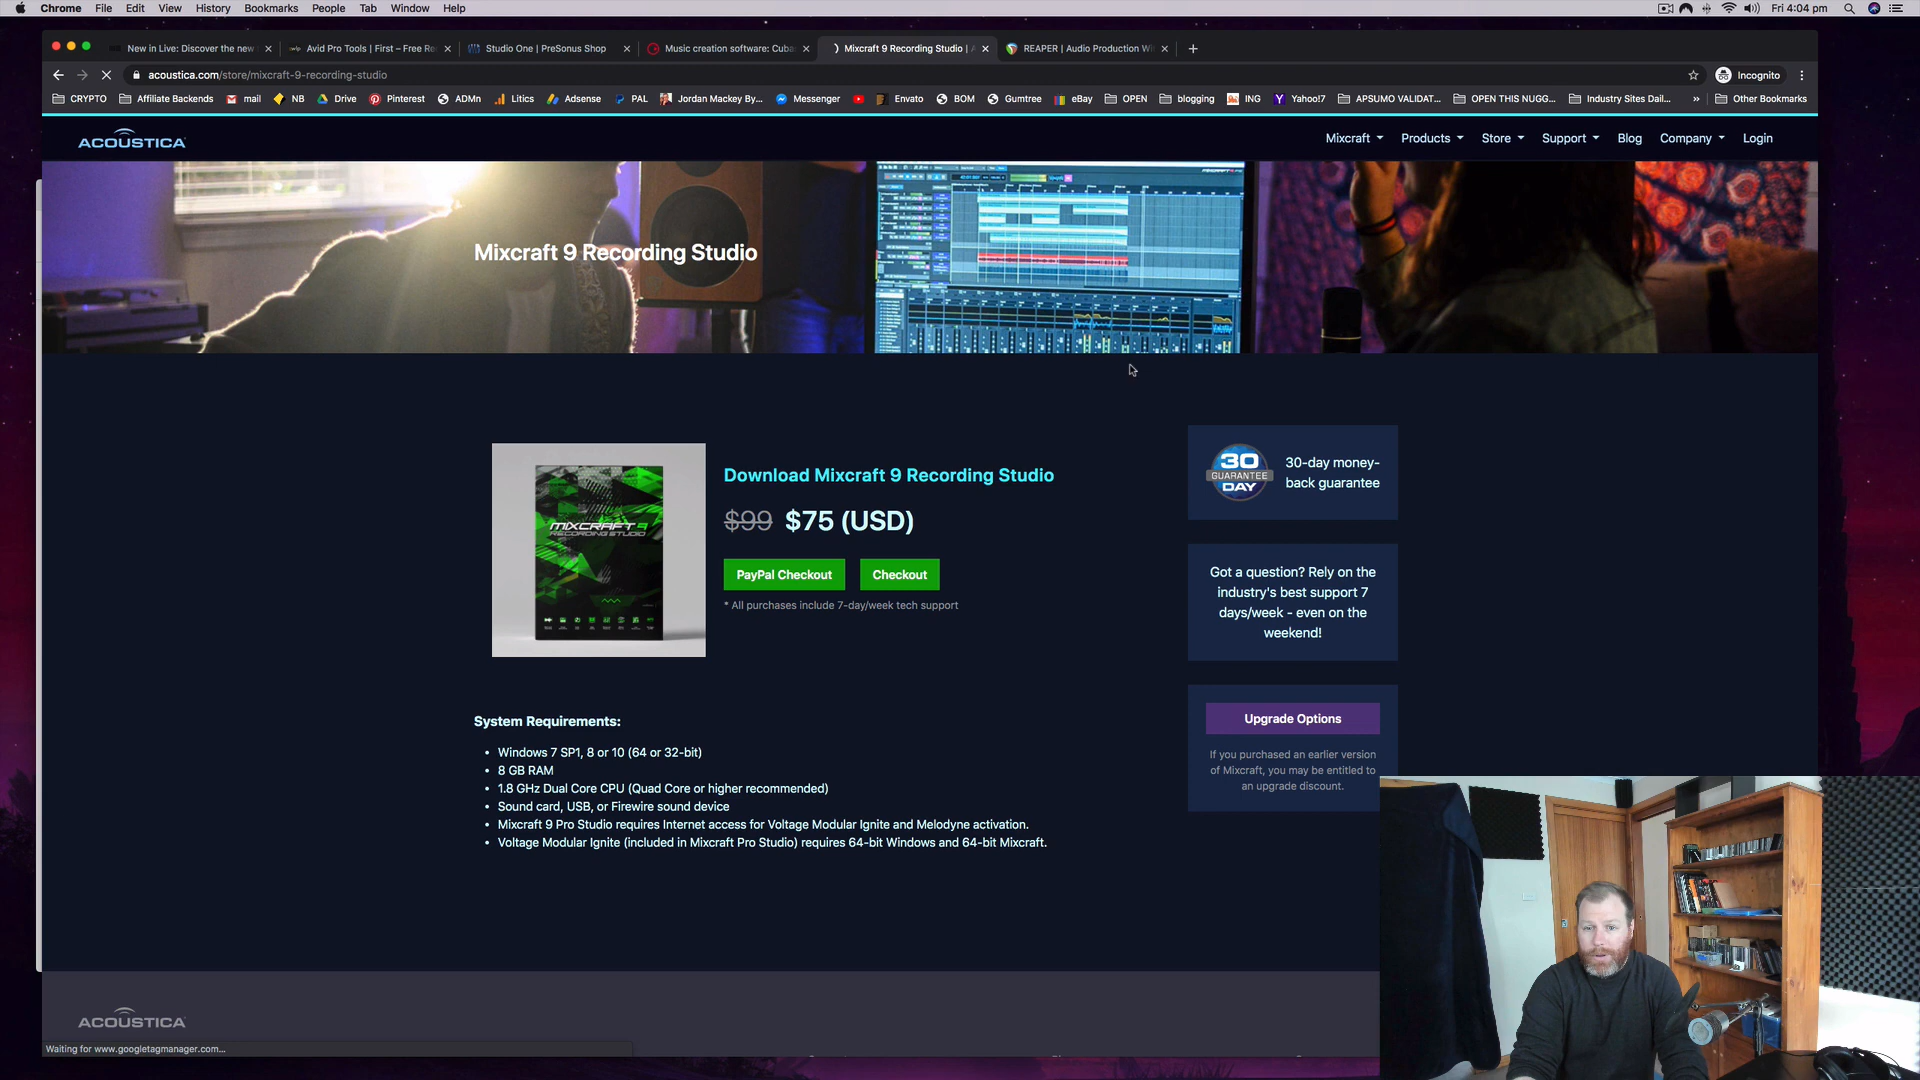 Chrome File Edit View History Bookmarks People Tab Window Help
Fri 4:04 pm
New in Live: Discover the new
Avid Pro Tools | First – Free Re
Studio One | PreSonus Shop
Music creation software: Cuba
Mixcraft 9 Recording Studio | A
REAPER | Audio Production Wi
acoustica.com/store/mixcraft-9-recording-studio
Incognito
CRYPTO Affiliate Backends mail NB Drive Pinterest ADMn Litics Adsense PAL Jordan Mackey By... Messenger Envato BOM Gumtree eBay OPEN blogging ING Yahoo!7 APSUMO VALIDAT... OPEN THIS NUGG... Industry Sites Dail... » Other Bookmarks
ACOUSTICA
Mixcraft Products Store Support Blog Company Login
Mixcraft 9 Recording Studio
MIXCRAFT 9
RECORDING STUDIO
Download Mixcraft 9 Recording Studio
$99 $75 (USD)
PayPal Checkout Checkout
* All purchases include 7-day/week tech support
30
GUARANTEE
DAY
30-day money-
back guarantee
Got a question? Rely on the
industry's best support 7
days/week - even on the
weekend!
Upgrade Options
If you purchased an earlier version
of Mixcraft, you may be entitled to
an upgrade discount.
System Requirements:
• Windows 7 SP1, 8 or 10 (64 or 32-bit)
• 8 GB RAM
• 1.8 GHz Dual Core CPU (Quad Core or higher recommended)
• Sound card, USB, or Firewire sound device
• Mixcraft 9 Pro Studio requires Internet access for Voltage Modular Ignite and Melodyne activation.
• Voltage Modular Ignite (included in Mixcraft Pro Studio) requires 64-bit Windows and 64-bit Mixcraft.
ACOUSTICA
Waiting for www.googletagmanager.com...